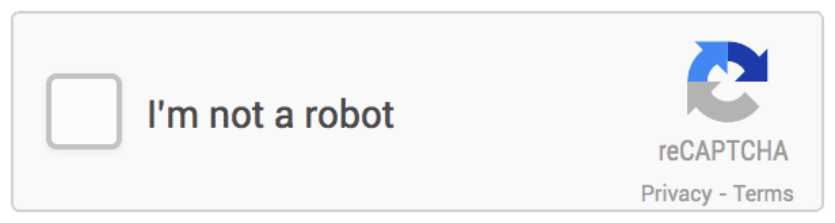 I'm not a robot
reCAPTCHA
Privacy - Terms